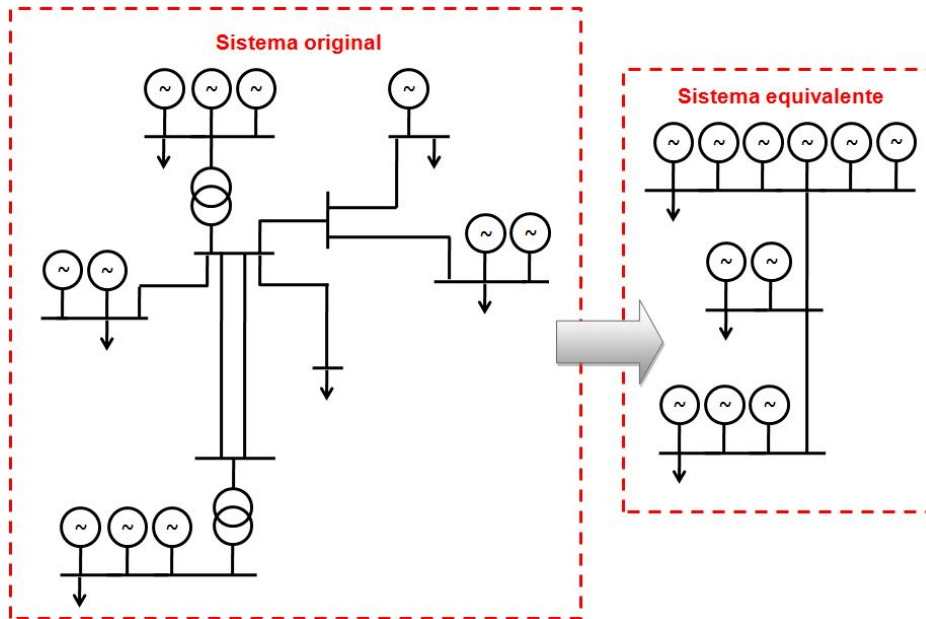 Sistema original
Sistema equivalente
~ ~ ~
~
~ ~
~ ~
~ ~ ~
~ ~ ~ ~ ~ ~
~ ~
~ ~ ~